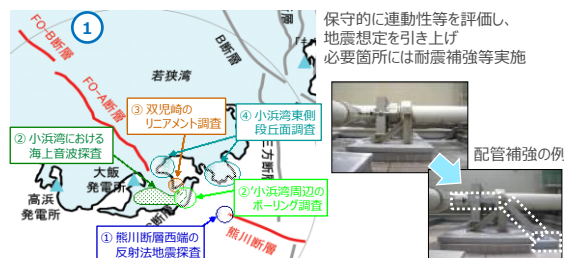 1
保守的に連動性等を評価し、
地震想定を引き上げ
必要箇所には耐震補強等実施
FO-B断層
FO-A断層
B断層
若狭湾
③ 双児崎の
リニアメント調査
④ 小浜湾東側
段丘面調査
② 小浜湾における
海上音波探査
三方断層
配管補強の例
大飯
発電所
高浜
発電所
②’小浜湾周辺の
ボーリング調査
① 熊川断層西端の
反射法地震探査
熊川断層